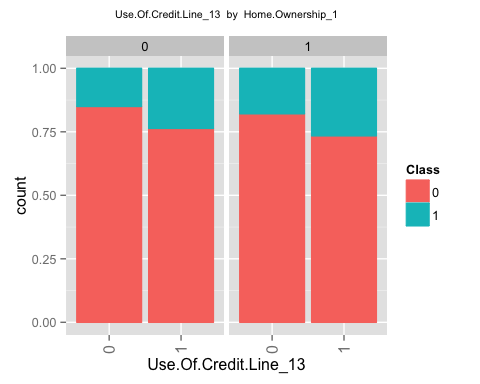 Use.Of.Credit.Line_13 by Home.Ownership_1
0 1
1.00
0.75
0.50
0.25
0.00
count
0 1 0 1
Use.Of.Credit.Line_13
Class
0
1